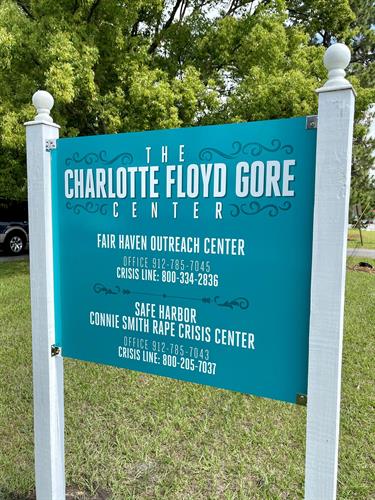 THE
CHARLOTTE FLOYD GORE
CENTER
FAIR HAVEN OUTREACH CENTER
OFFICE 912-785-7045
CRISIS LINE: 800-334-2836
SAFE HARBOR
CONNIE SMITH RAPE CRISIS CENTER
OFFICE 912-785-7043
CRISIS LINE: 800-205-7037